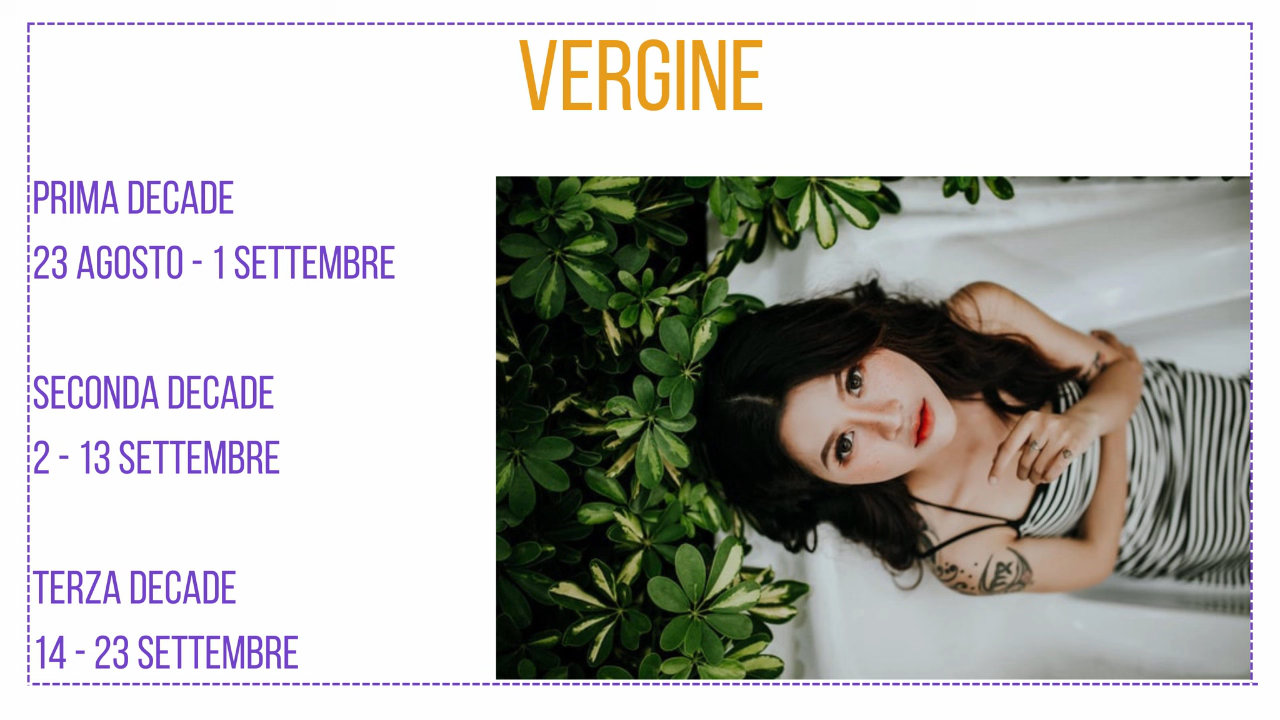 VERGINE
PRIMA DECADE
23 AGOSTO - 1 SETTEMBRE
SECONDA DECADE
2 - 13 SETTEMBRE
TERZA DECADE
14 - 23 SETTEMBRE